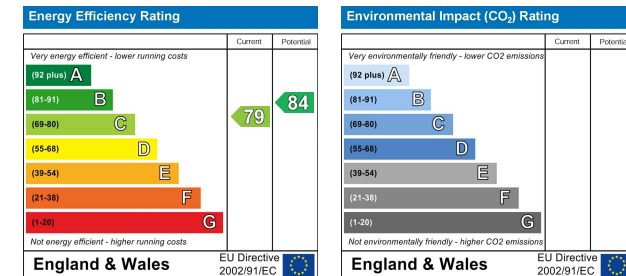 Energy Efficiency Rating
Current Potential
Very energy efficient - lower running costs
(92 plus) A
(81-91) B
(69-80) C
(55-68) D
(39-54) E
(21-38) F
(1-20) G
79
84
Not energy efficient - higher running costs
England & Wales
EU Directive
2002/91/EC
Environmental Impact (CO₂) Rating
Current Potential
Very environmentally friendly - lower CO2 emissions
(92 plus) A
(81-91) B
(69-80) C
(55-68) D
(39-54) E
(21-38) F
(1-20) G
Not environmentally friendly - higher CO2 emissions
England & Wales
EU Directive
2002/91/EC